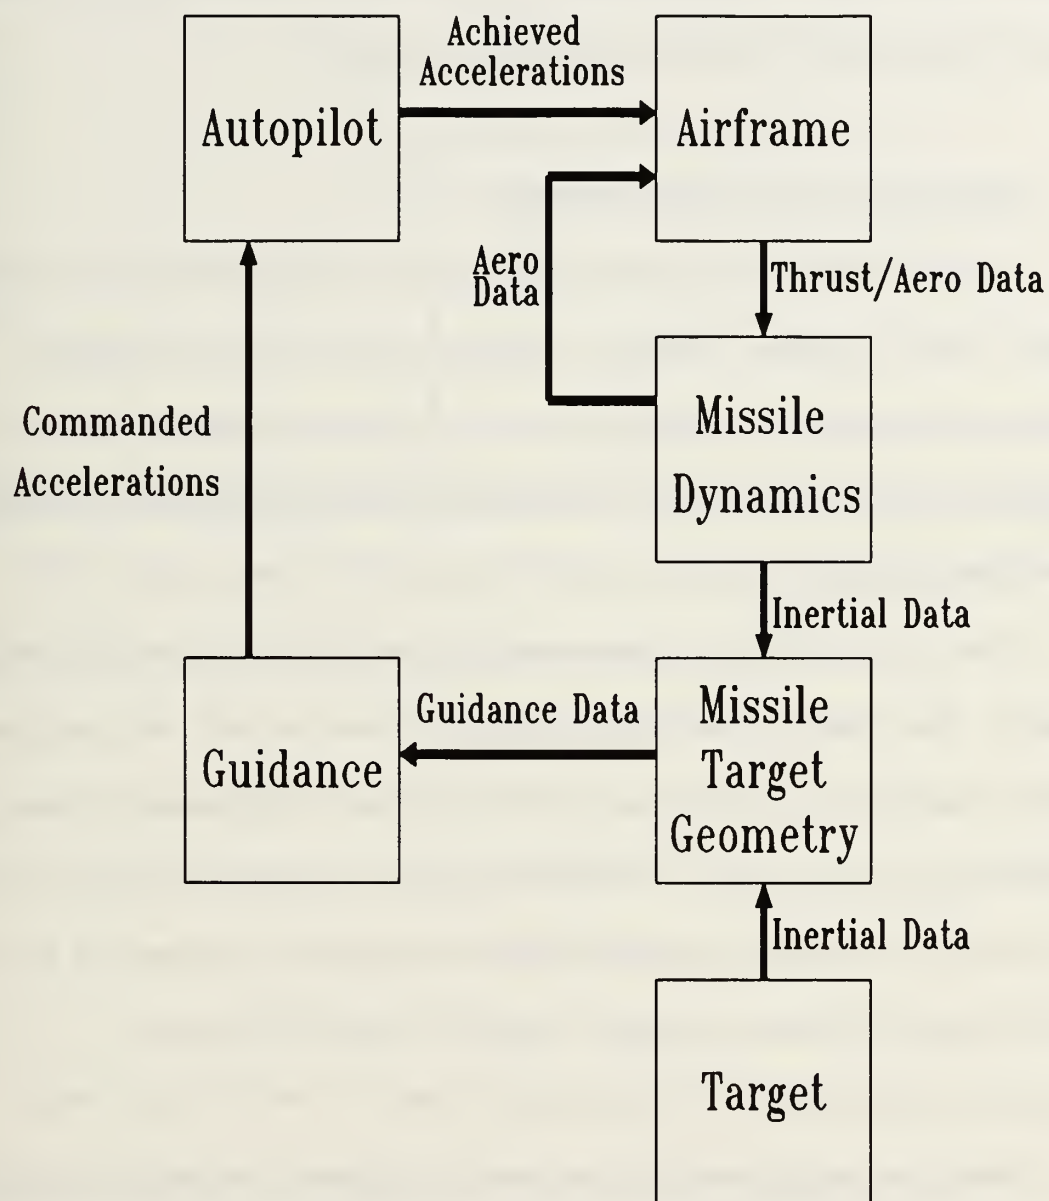 Achieved
Accelerations
Autopilot
Airframe
Aero
Data
Thrust/Aero Data
Commanded
Accelerations
Missile
Dynamics
Inertial Data
Guidance Data
Missile
Target
Geometry
Guidance
Inertial Data
Target